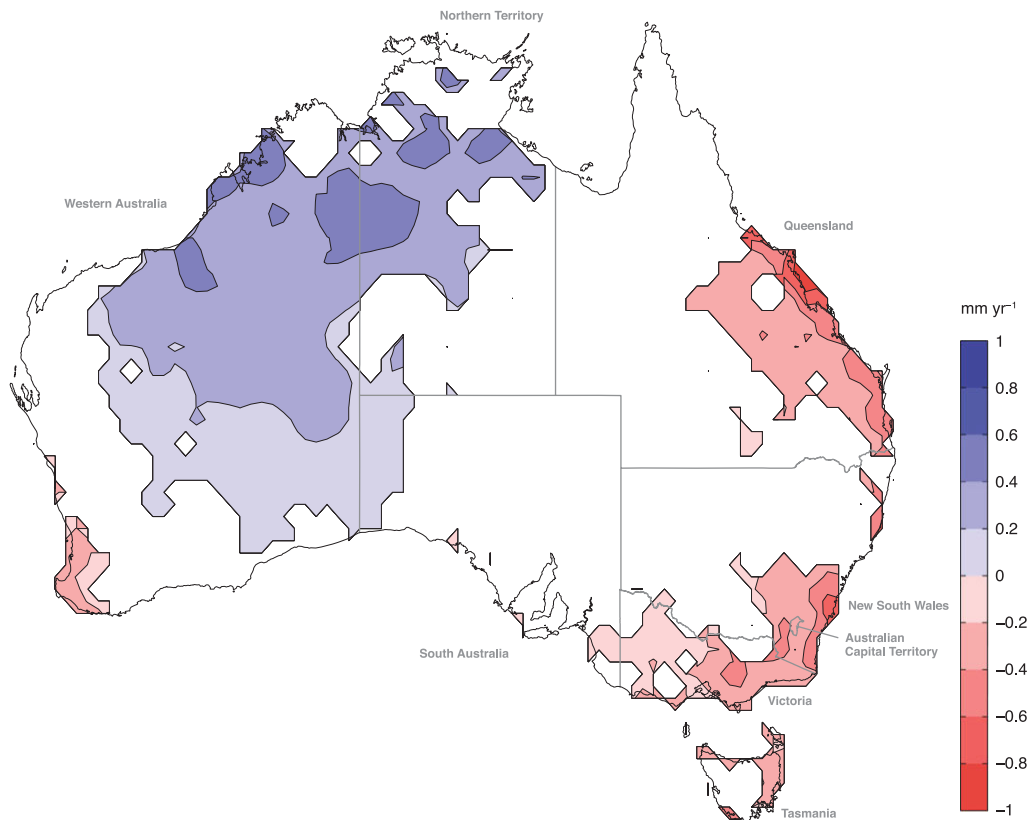 Northern Territory
Western Australia
Queensland
mm yr⁻¹
1
0.8
0.6
0.4
0.2
0
−0.2
−0.4
−0.6
−0.8
−1
New South Wales
Australian
Capital Territory
South Australia
Victoria
Tasmania